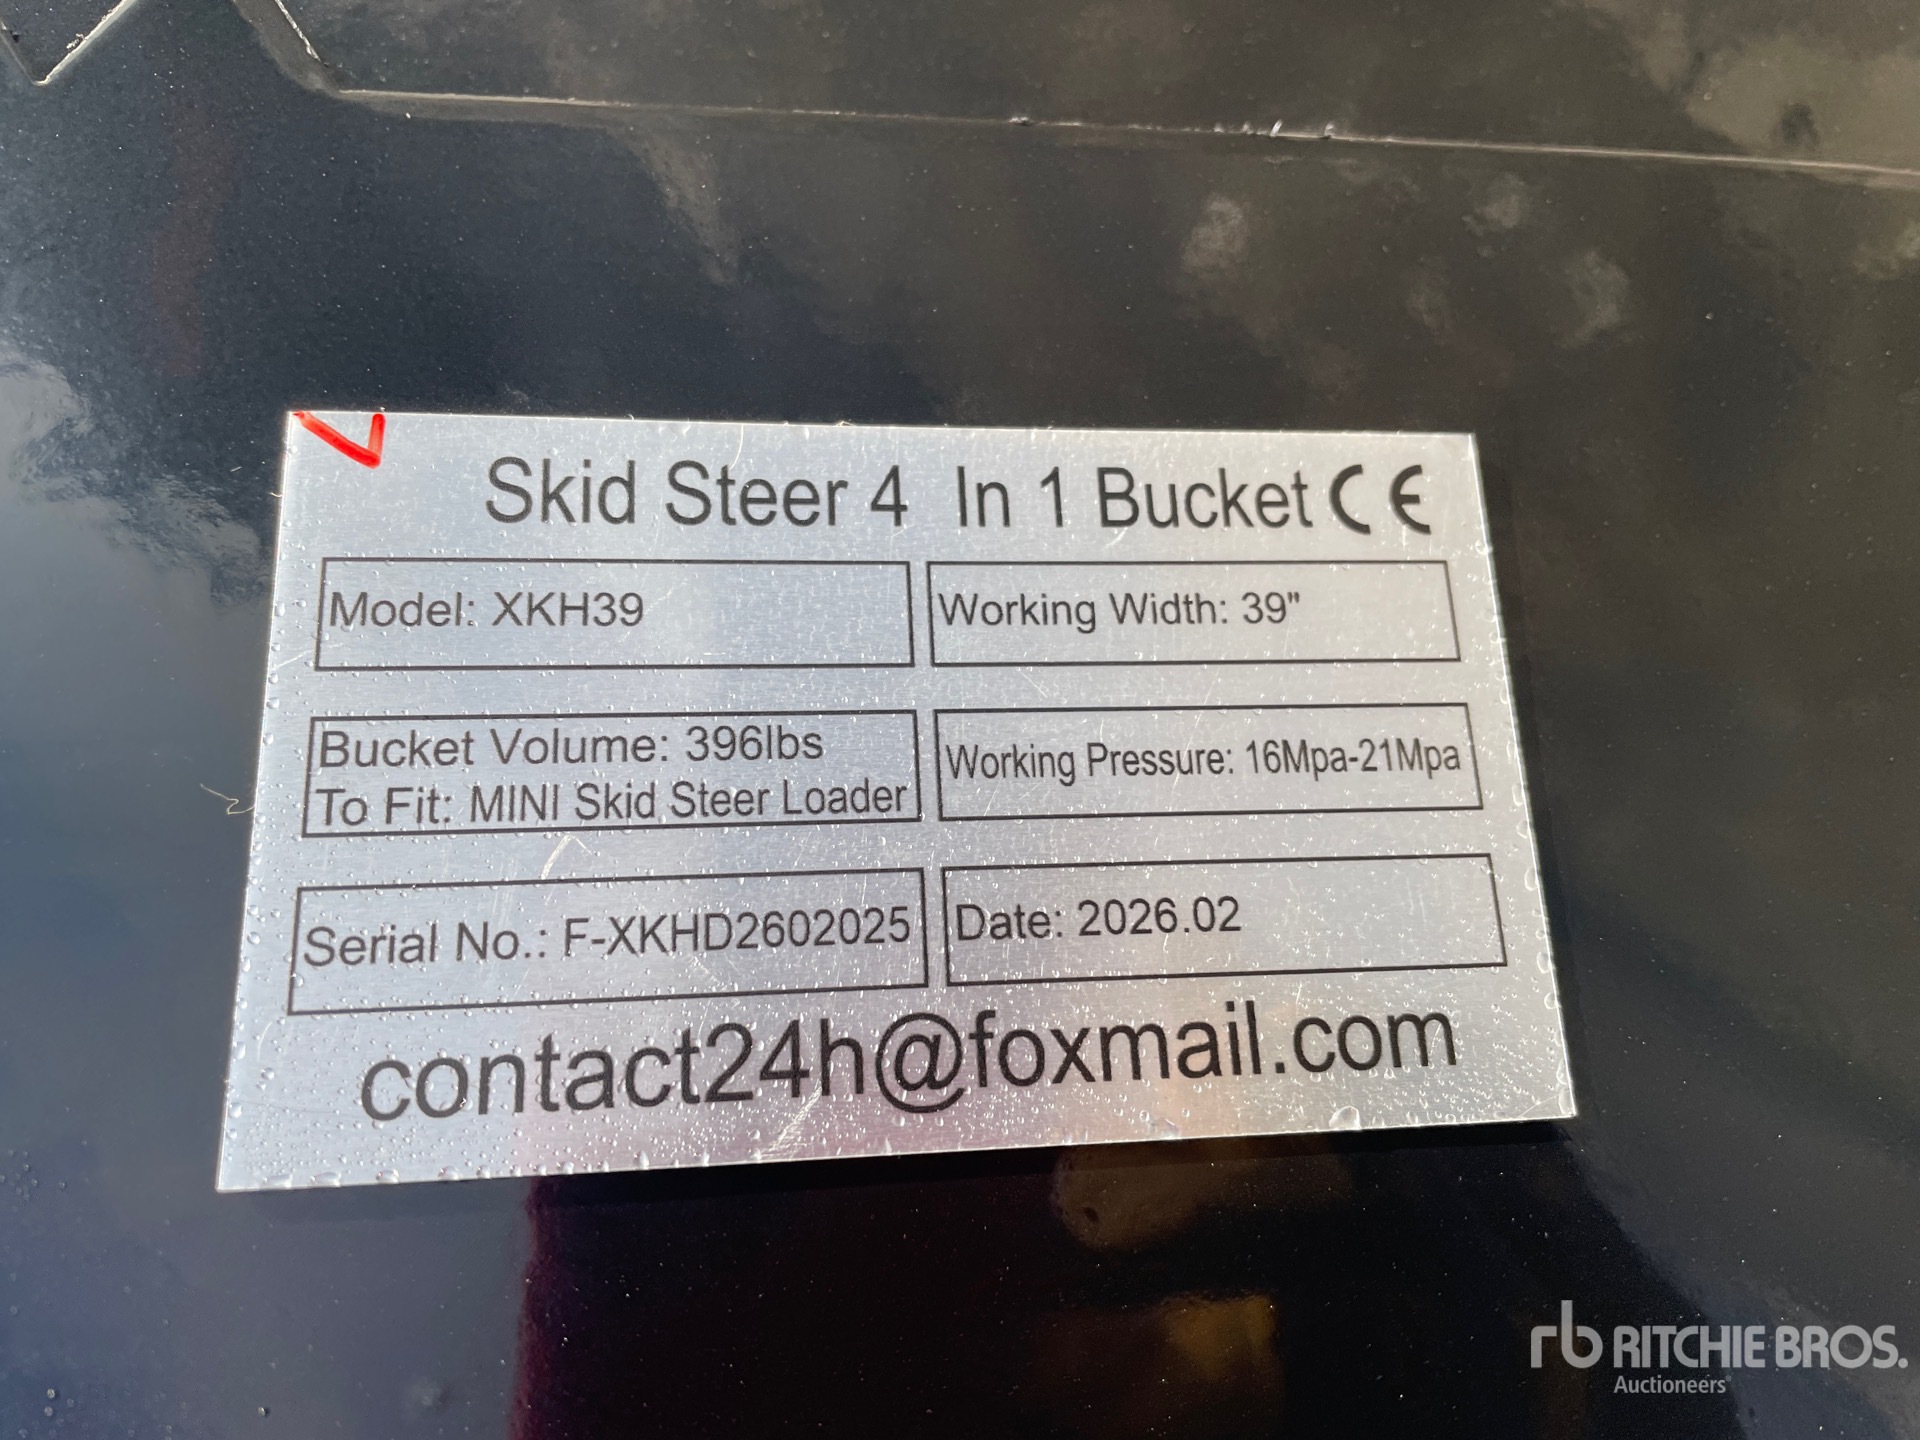 Skid Steer 4 In 1 Bucket CE
Model: XKH39
Working Width: 39"
Bucket Volume: 396lbs
To Fit: MINI Skid Steer Loader
Working Pressure: 16Mpa-21Mpa
Serial No.: F-XKHD2602025
Date: 2026.02
contact24h@foxmail.com
rb RITCHIE BROS.
Auctioneers